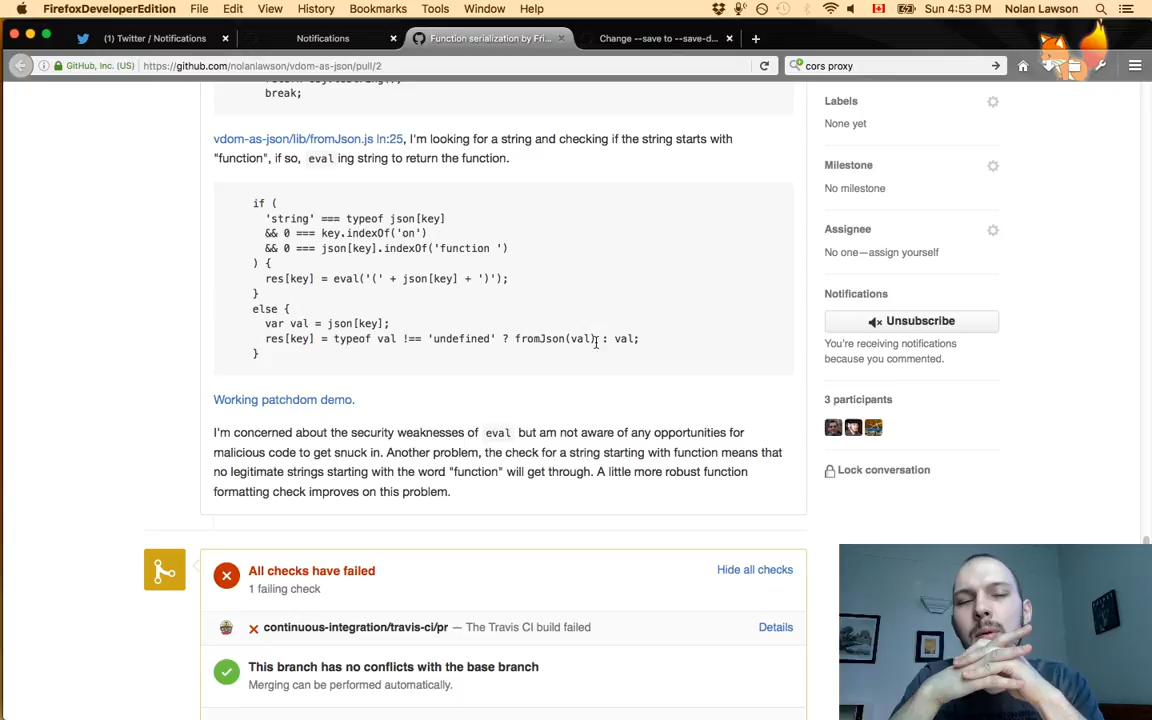 FirefoxDeveloperEdition File Edit View History Bookmarks Tools Window Help Sun 4:53 PM Nolan Lawson
(1) Twitter / Notifications × Notifications × Function serialization by Fri... × Change --save to --save-d... × +
GitHub, Inc. (US) https://github.com/nolanlawson/vdom-as-json/pull/2 cors proxy
break;
vdom-as-json/lib/fromJson.js ln:25, I'm looking for a string and checking if the string starts with
"function", if so, eval ing string to return the function.
if (
'string' === typeof json[key]
&& 0 === key.indexOf('on')
&& 0 === json[key].indexOf('function ')
) {
res[key] = eval('(' + json[key] + ')');
}
else {
var val = json[key];
res[key] = typeof val !== 'undefined' ? fromJson(val) : val;
}
Working patchdom demo.
I'm concerned about the security weaknesses of eval but am not aware of any opportunities for
malicious code to get snuck in. Another problem, the check for a string starting with function means that
no legitimate strings starting with the word "function" will get through. A little more robust function
formatting check improves on this problem.
All checks have failed
1 failing check
Hide all checks
continuous-integration/travis-ci/pr — The Travis CI build failed
Details
This branch has no conflicts with the base branch
Merging can be performed automatically.
Labels
None yet
Milestone
No milestone
Assignee
No one—assign yourself
Notifications
Unsubscribe
You're receiving notifications
because you commented.
3 participants
Lock conversation